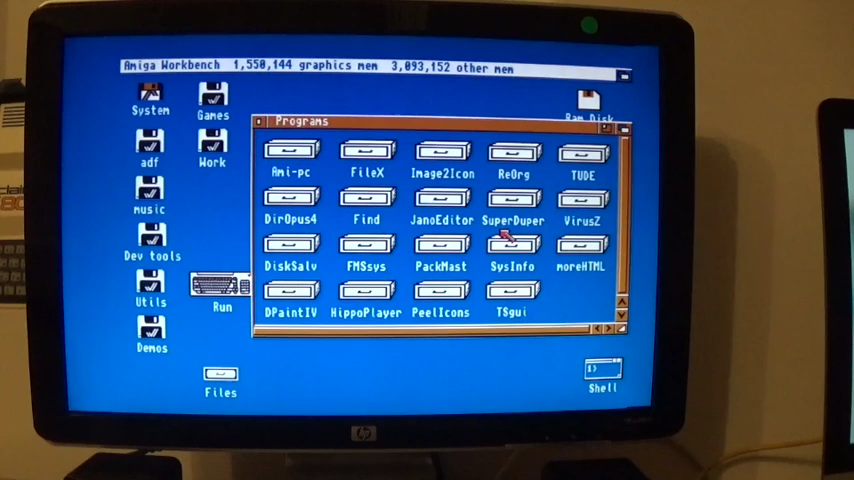 Amiga Workbench 1,550,144 graphics mem 3,093,152 other mem
System Games Ram Disk
Programs
adf Work
Ami-pc FileX Image2Icon ReOrg TUDE
music
DirOpus4 Find JanoEditor SuperDuper VirusZ
Dev tools
DiskSalv FMSsys PackMast SysInfo moreHTML
Utils Run
DPaintIV HippoPlayer PeelIcons TSgui
Demos
Files
1>
Shell
hp